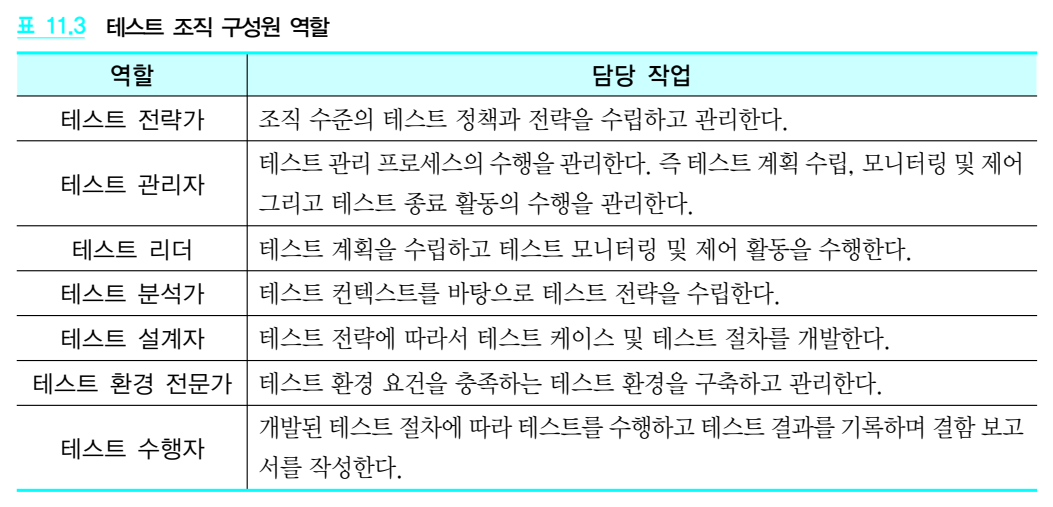 표 11.3 테스트 조직 구성원 역할
역할 담당 작업
테스트 전략가 조직 수준의 테스트 정책과 전략을 수립하고 관리한다.
테스트 관리자 테스트 관리 프로세스의 수행을 관리한다. 즉 테스트 계획 수립, 모니터링 및 제어
그리고 테스트 종료 활동의 수행을 관리한다.
테스트 리더 테스트 계획을 수립하고 테스트 모니터링 및 제어 활동을 수행한다.
테스트 분석가 테스트 컨텍스트를 바탕으로 테스트 전략을 수립한다.
테스트 설계자 테스트 전략에 따라서 테스트 케이스 및 테스트 절차를 개발한다.
테스트 환경 전문가 테스트 환경 요건을 충족하는 테스트 환경을 구축하고 관리한다.
테스트 수행자 개발된 테스트 절차에 따라 테스트를 수행하고 테스트 결과를 기록하며 결함 보고
서를 작성한다.